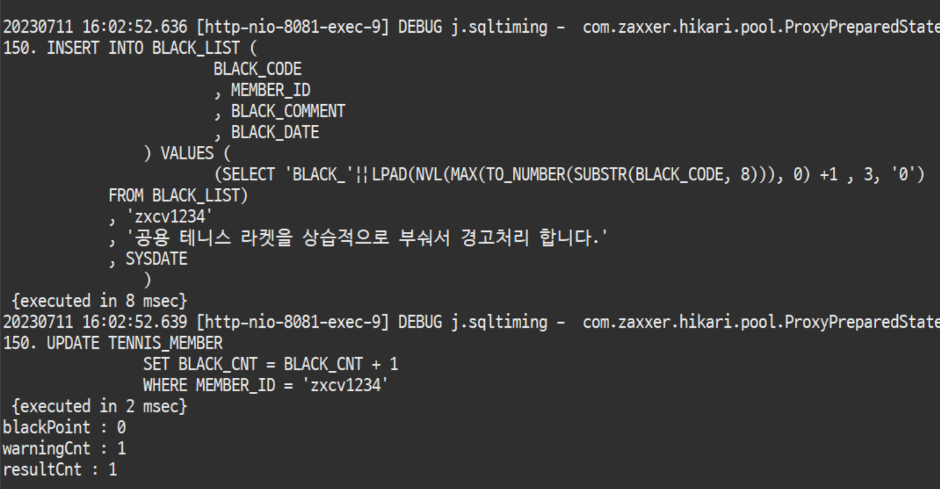 20230711 16:02:52.636 [http-nio-8081-exec-9] DEBUG j.sqltiming -  com.zaxxer.hikari.pool.ProxyPreparedState
150. INSERT INTO BLACK_LIST (
BLACK_CODE
, MEMBER_ID
, BLACK_COMMENT
, BLACK_DATE
) VALUES (
(SELECT 'BLACK_'||LPAD(NVL(MAX(TO_NUMBER(SUBSTR(BLACK_CODE, 8))), 0) +1 , 3, '0')
FROM BLACK_LIST)
, 'zxcv1234'
, '공용 테니스 라켓을 상습적으로 부숴서 경고처리 합니다.'
, SYSDATE
)
{executed in 8 msec}
20230711 16:02:52.639 [http-nio-8081-exec-9] DEBUG j.sqltiming -  com.zaxxer.hikari.pool.ProxyPreparedState
150. UPDATE TENNIS_MEMBER
SET BLACK_CNT = BLACK_CNT + 1
WHERE MEMBER_ID = 'zxcv1234'
{executed in 2 msec}
blackPoint : 0
warningCnt : 1
resultCnt : 1